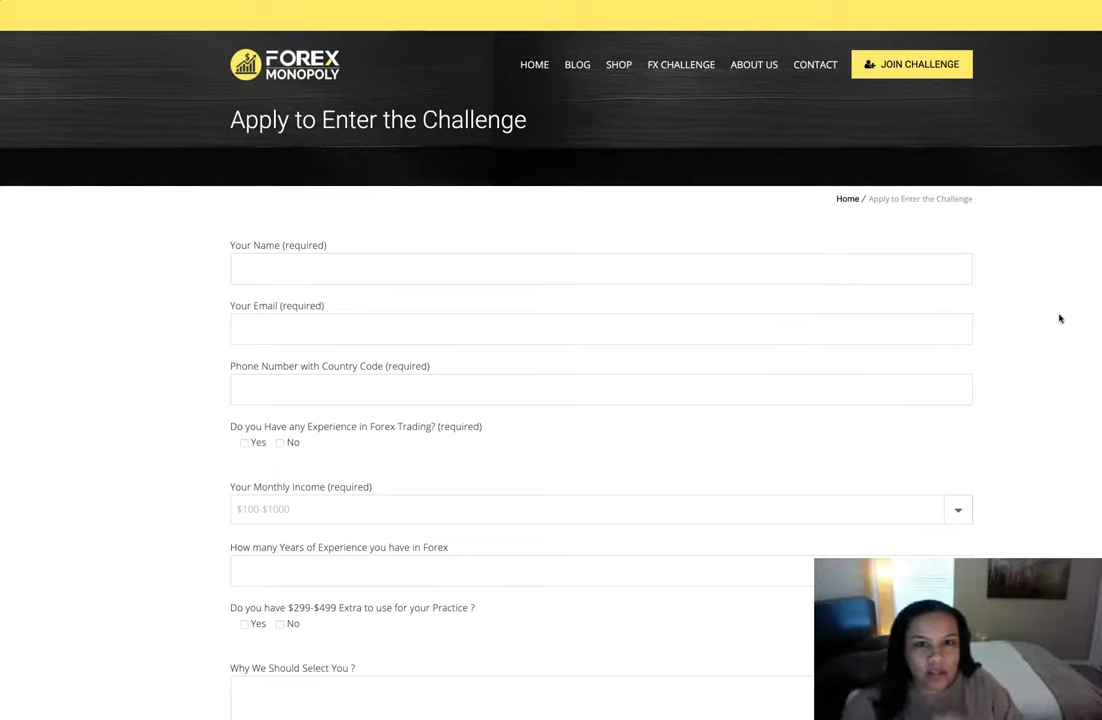 FOREX
MONOPOLY
HOME BLOG SHOP FX CHALLENGE ABOUT US CONTACT JOIN CHALLENGE
Apply to Enter the Challenge
Home / Apply to Enter the Challenge
Your Name (required)
Your Email (required)
Phone Number with Country Code (required)
Do you Have any Experience in Forex Trading? (required)
Yes No
Your Monthly Income (required)
$100-$1000
How many Years of Experience you have in Forex
Do you have $299-$499 Extra to use for your Practice ?
Yes No
Why We Should Select You ?